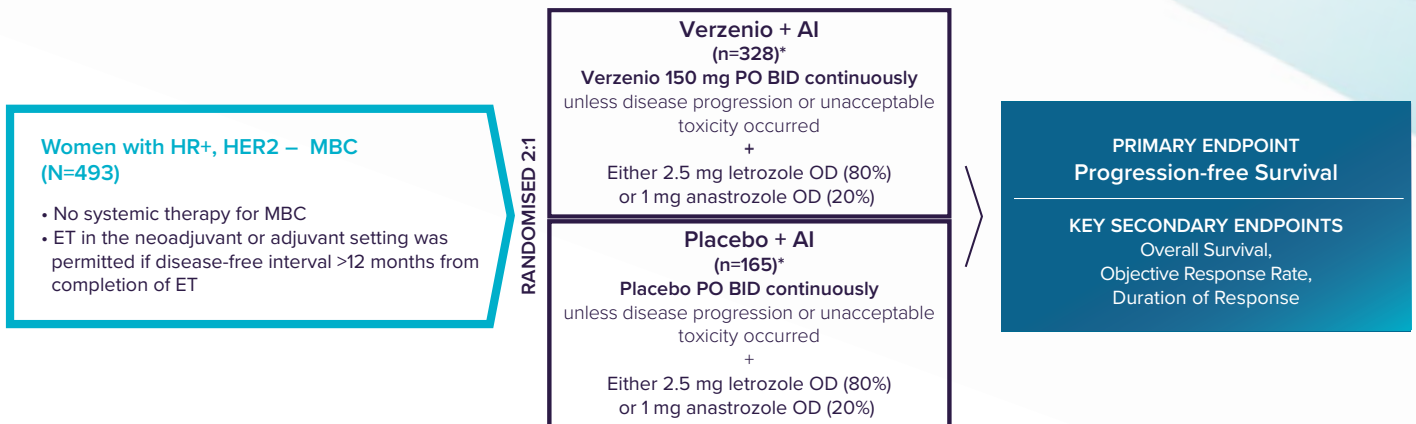 Women with HR+, HER2 – MBC
(N=493)
• No systemic therapy for MBC
• ET in the neoadjuvant or adjuvant setting was
permitted if disease-free interval >12 months from
completion of ET
RANDOMISED 2:1
Verzenio + AI
(n=328)*
Verzenio 150 mg PO BID continuously
unless disease progression or unacceptable
toxicity occurred
+
Either 2.5 mg letrozole OD (80%)
or 1 mg anastrozole OD (20%)
Placebo + AI
(n=165)*
Placebo PO BID continuously
unless disease progression or unacceptable
toxicity occurred
+
Either 2.5 mg letrozole OD (80%)
or 1 mg anastrozole OD (20%)
PRIMARY ENDPOINT
Progression-free Survival
KEY SECONDARY ENDPOINTS
Overall Survival,
Objective Response Rate,
Duration of Response